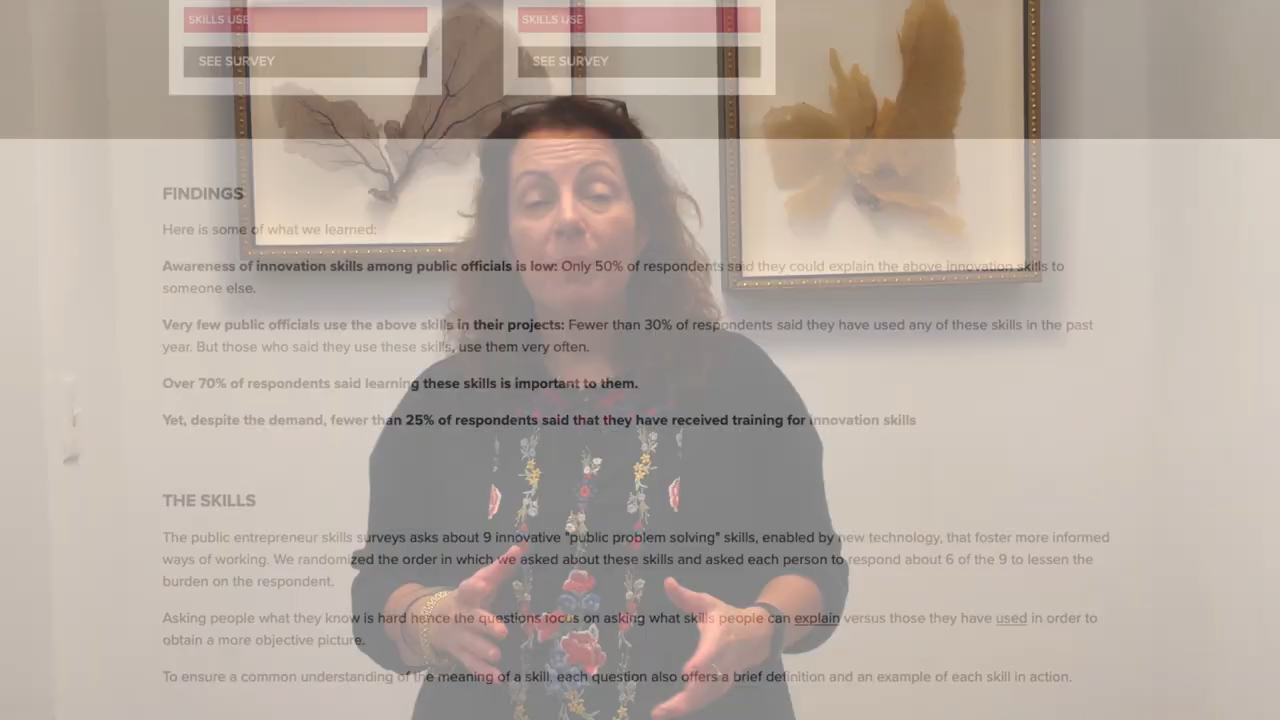 SKILLS USE SKILLS USE
SEE SURVEY SEE SURVEY
FINDINGS
Here is some of what we learned:
Awareness of innovation skills among public officials is low: Only 50% of respondents said they could explain the above innovation skills to
someone else.
Very few public officials use the above skills in their projects: Fewer than 30% of respondents said they have used any of these skills in the past
year. But those who said they use these skills, use them very often.
Over 70% of respondents said learning these skills is important to them.
Yet, despite the demand, fewer than 25% of respondents said that they have received training for innovation skills
THE SKILLS
The public entrepreneur skills surveys asks about 9 innovative "public problem solving" skills, enabled by new technology, that foster more informed
ways of working. We randomized the order in which we asked about these skills and asked each person to respond about 6 of the 9 to lessen the
burden on the respondent.
Asking people what they know is hard hence the questions focus on asking what skills people can explain versus those they have used in order to
obtain a more objective picture.
To ensure a common understanding of the meaning of a skill, each question also offers a brief definition and an example of each skill in action.